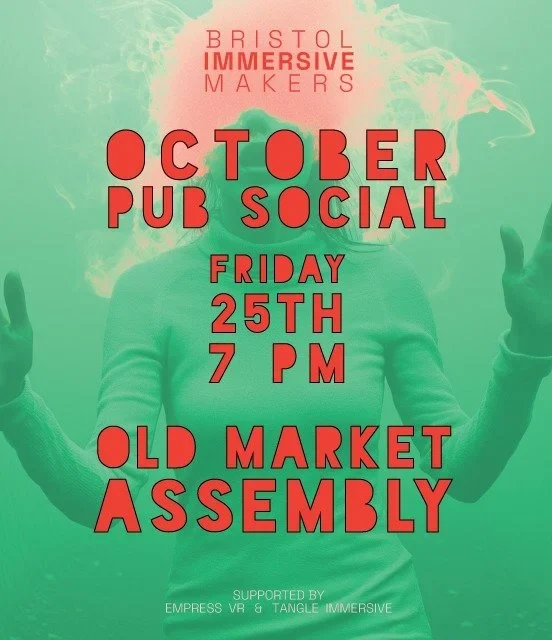 BRISTOL
IMMERSIVE
MAKERS
OCTOBER
PUB SOCIAL
FRIDAY
25TH
7 PM
OLD MARKET
ASSEMBLY
SUPPORTED BY
EMPRESS VR & TANGLE IMMERSIVE